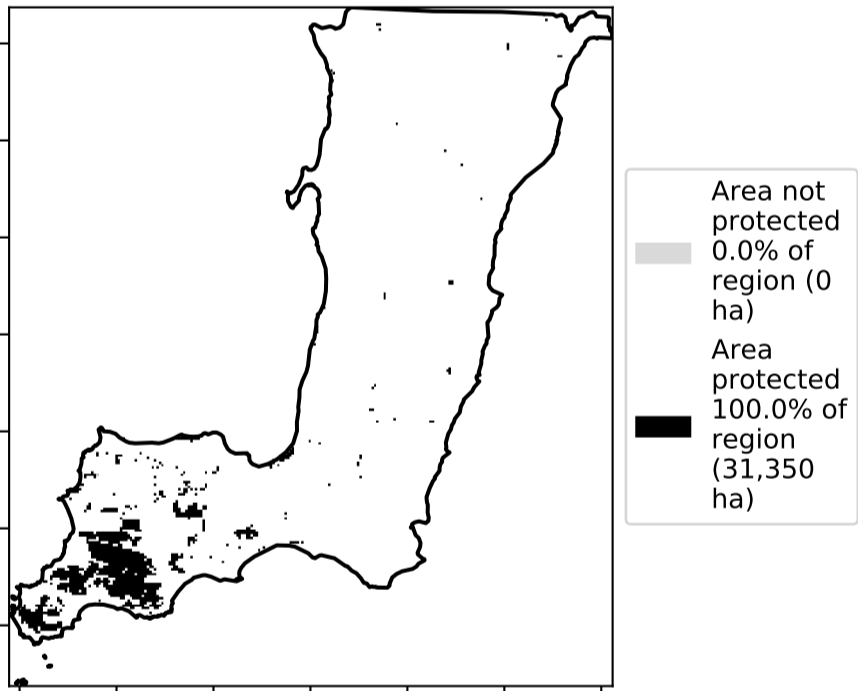 Area not
protected
0.0% of
region (0
ha)
Area
protected
100.0% of
region
(31,350
ha)